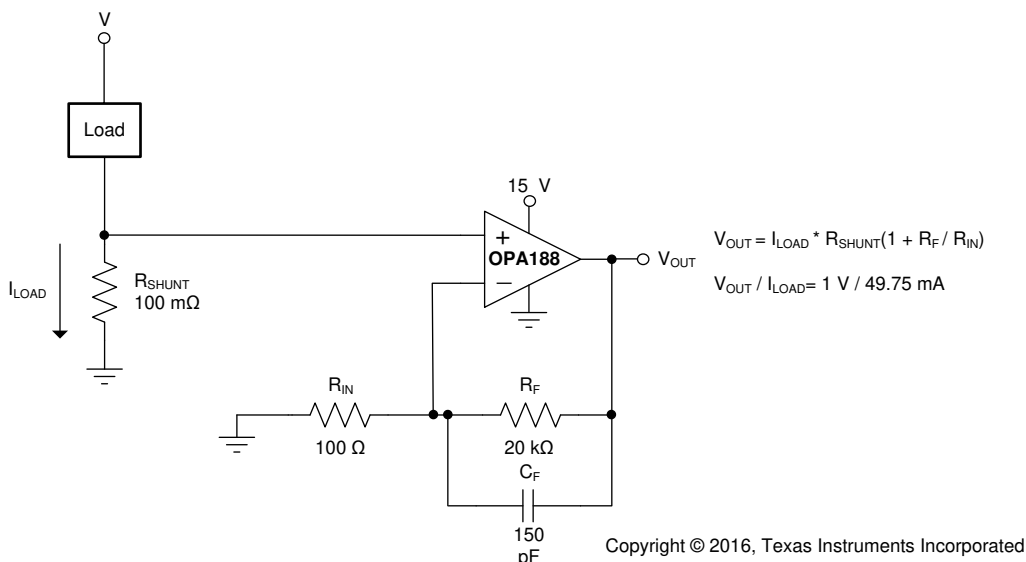 V
Load
15 V
+
OPA188
−
V_OUT
V_OUT = I_LOAD * R_SHUNT(1 + R_F / R_IN)
V_OUT / I_LOAD= 1 V / 49.75 mA
I_LOAD
R_SHUNT
100 mΩ
R_IN
100 Ω
R_F
20 kΩ
C_F
150
pF
Copyright © 2016, Texas Instruments Incorporated